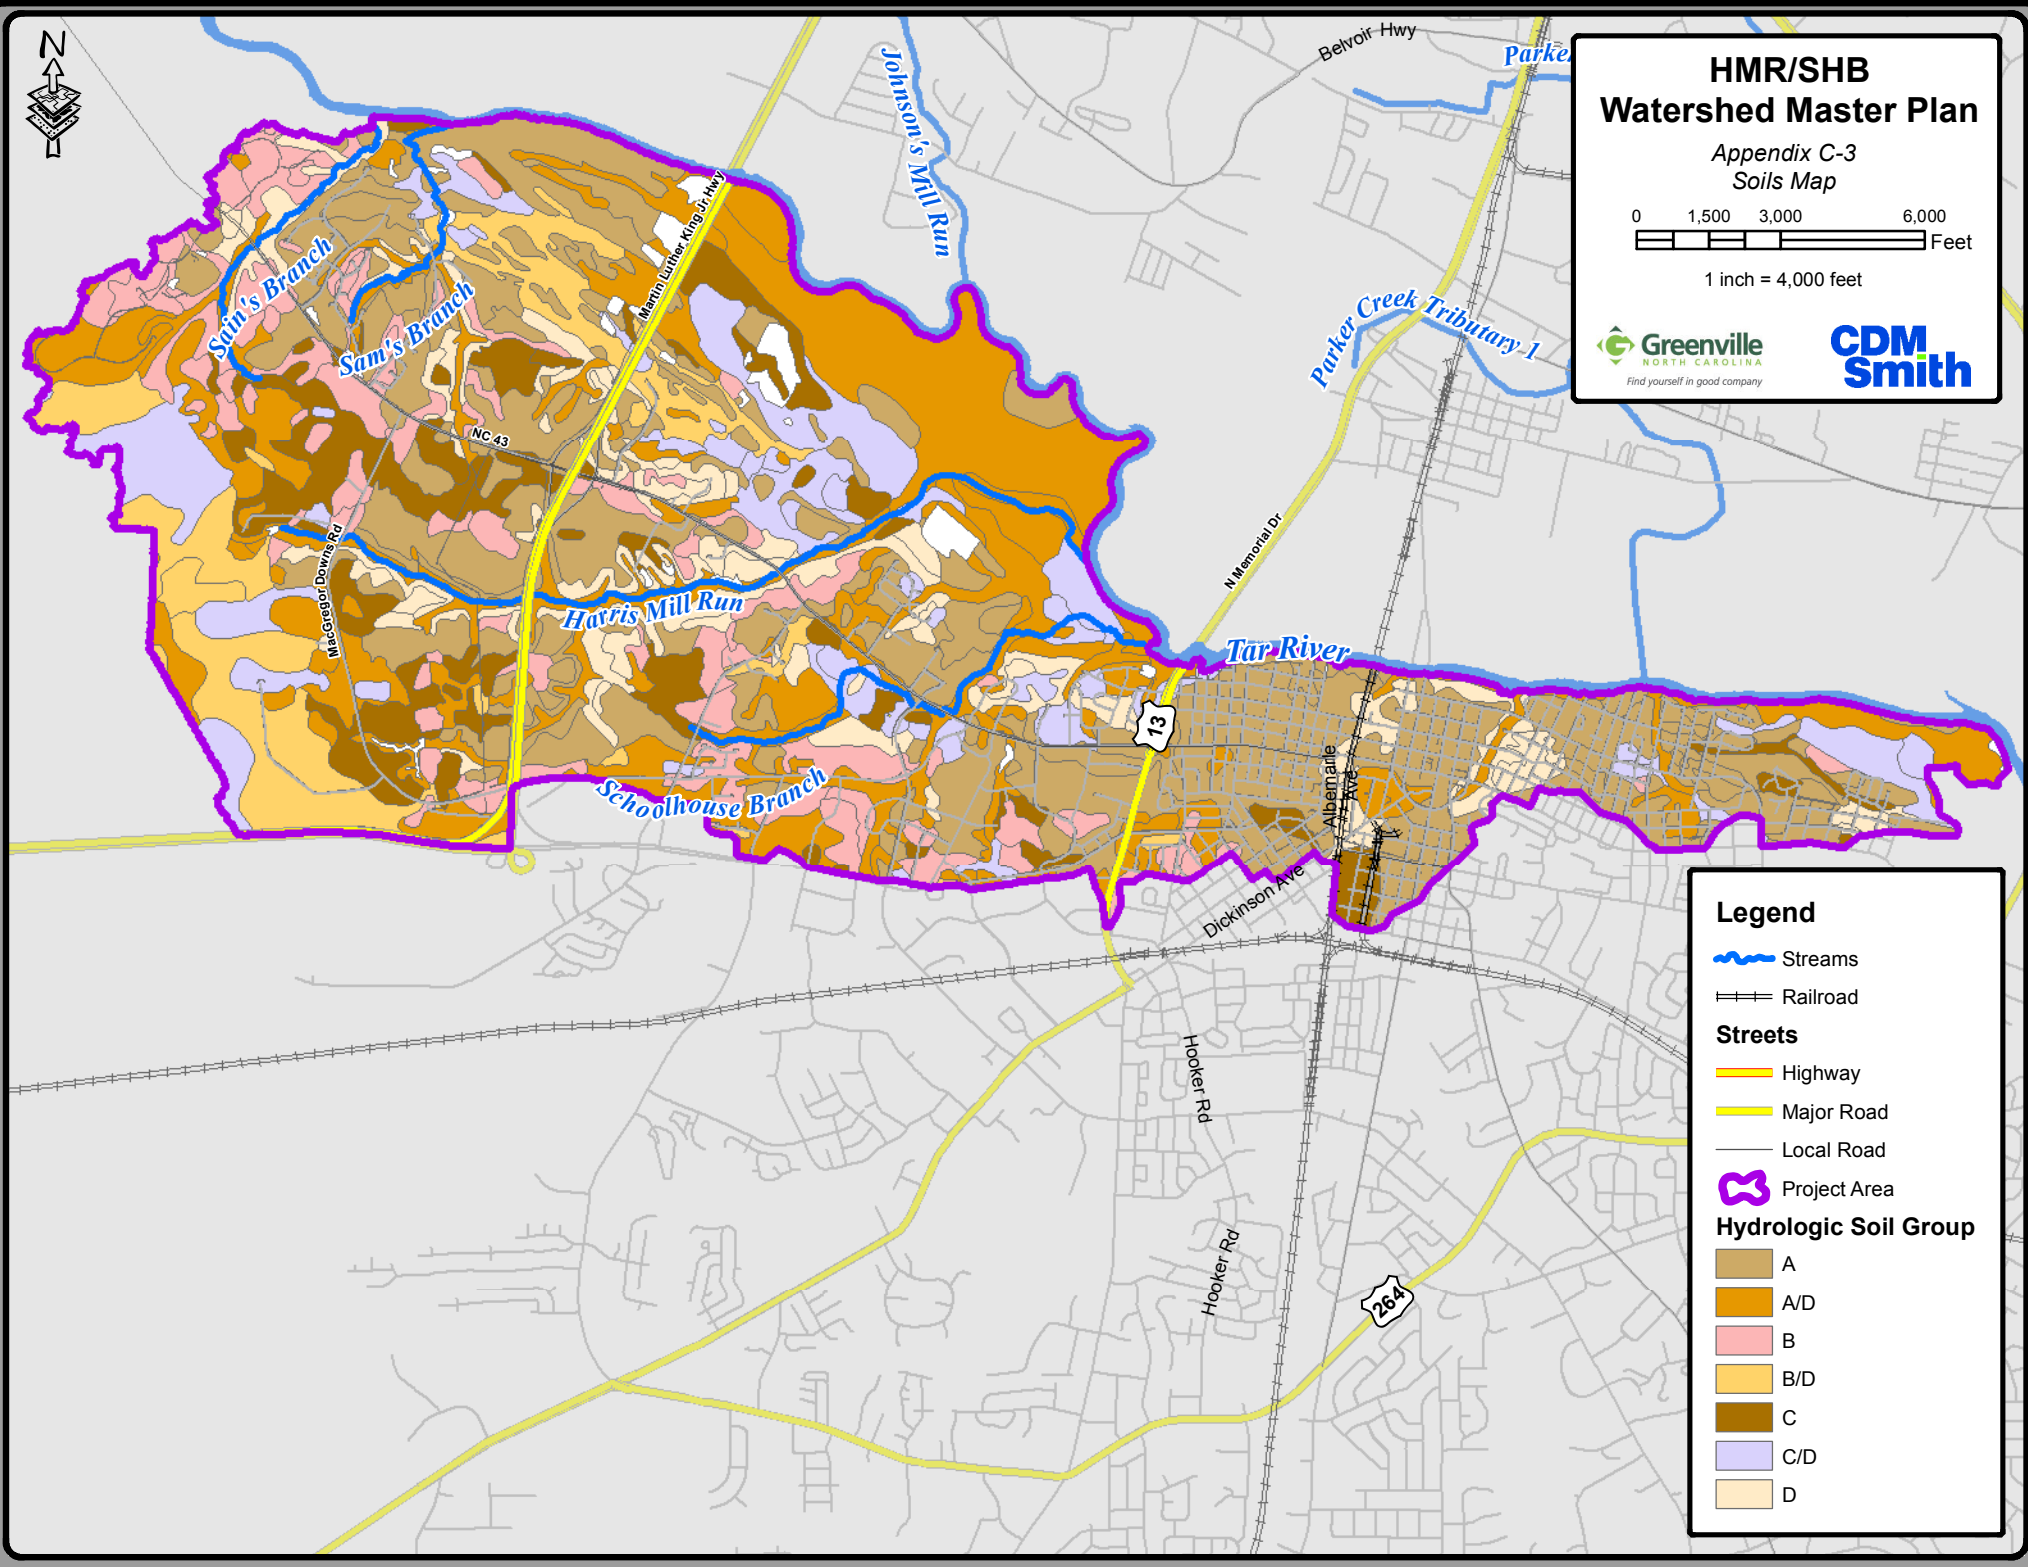 N
HMR/SHB
Watershed Master Plan
Appendix C-3
Soils Map
0 1,500 3,000 6,000
Feet
1 inch = 4,000 feet
Greenville
NORTH CAROLINA
Find yourself in good company
CDM
Smith
Belvoir Hwy
Johnson's Mill Run
Martin Luther King Jr. Hwy
Sain's Branch
Sam's Branch
Parker Creek Tributary 1
NC 43
N Memorial Dr
MacGregor Downs Rd
Harris Mill Run
Tar River
13
Albemarle
Ave
Schoolhouse Branch
Dickinson Ave
Hooker Rd
Hooker Rd
264
Legend
Streams
Railroad
Streets
Highway
Major Road
Local Road
Project Area
Hydrologic Soil Group
A
A/D
B
B/D
C
C/D
D